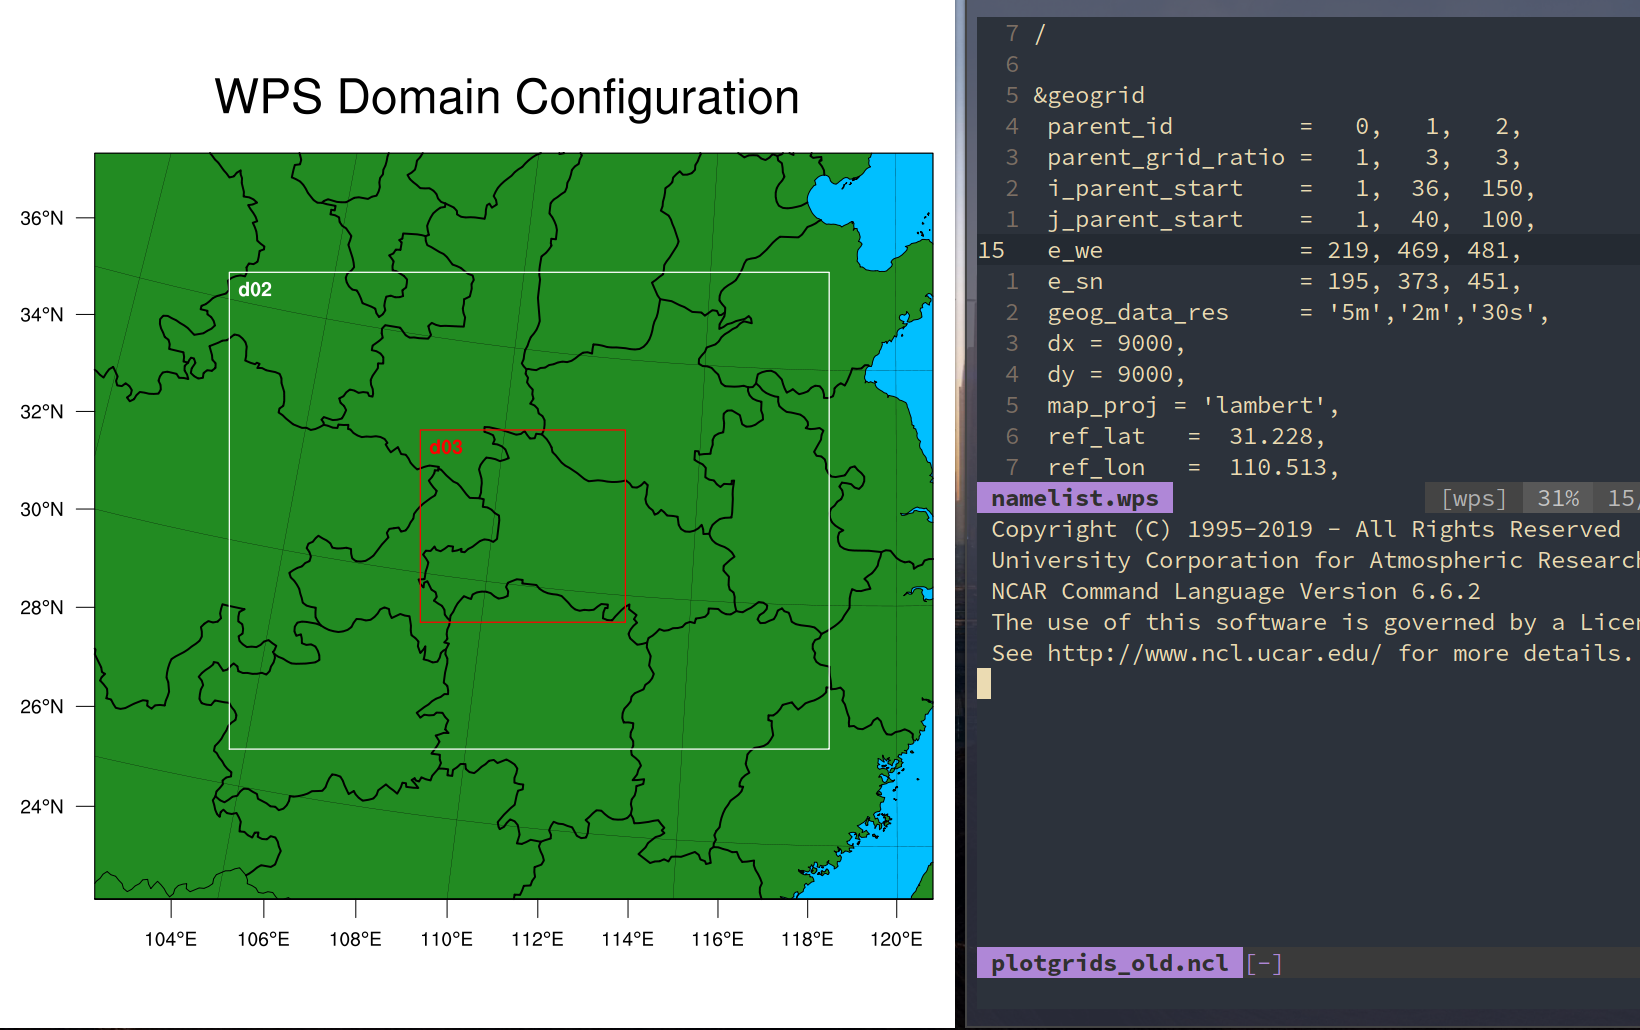 WPS Domain Configuration
d02
d03
36°N
34°N
32°N
30°N
28°N
26°N
24°N
104°E 106°E 108°E 110°E 112°E 114°E 116°E 118°E 120°E
7 /
6
5 &geogrid
4 parent_id = 0, 1, 2,
3 parent_grid_ratio = 1, 3, 3,
2 i_parent_start = 1, 36, 150,
1 j_parent_start = 1, 40, 100,
15 e_we = 219, 469, 481,
1 e_sn = 195, 373, 451,
2 geog_data_res = '5m','2m','30s',
3 dx = 9000,
4 dy = 9000,
5 map_proj = 'lambert',
6 ref_lat = 31.228,
7 ref_lon = 110.513,
namelist.wps [wps] 31% 15
Copyright (C) 1995-2019 - All Rights Reserved
University Corporation for Atmospheric Research
NCAR Command Language Version 6.6.2
The use of this software is governed by a
See http://www.ncl.ucar.edu/ for more details.
plotgrids_old.ncl [-]